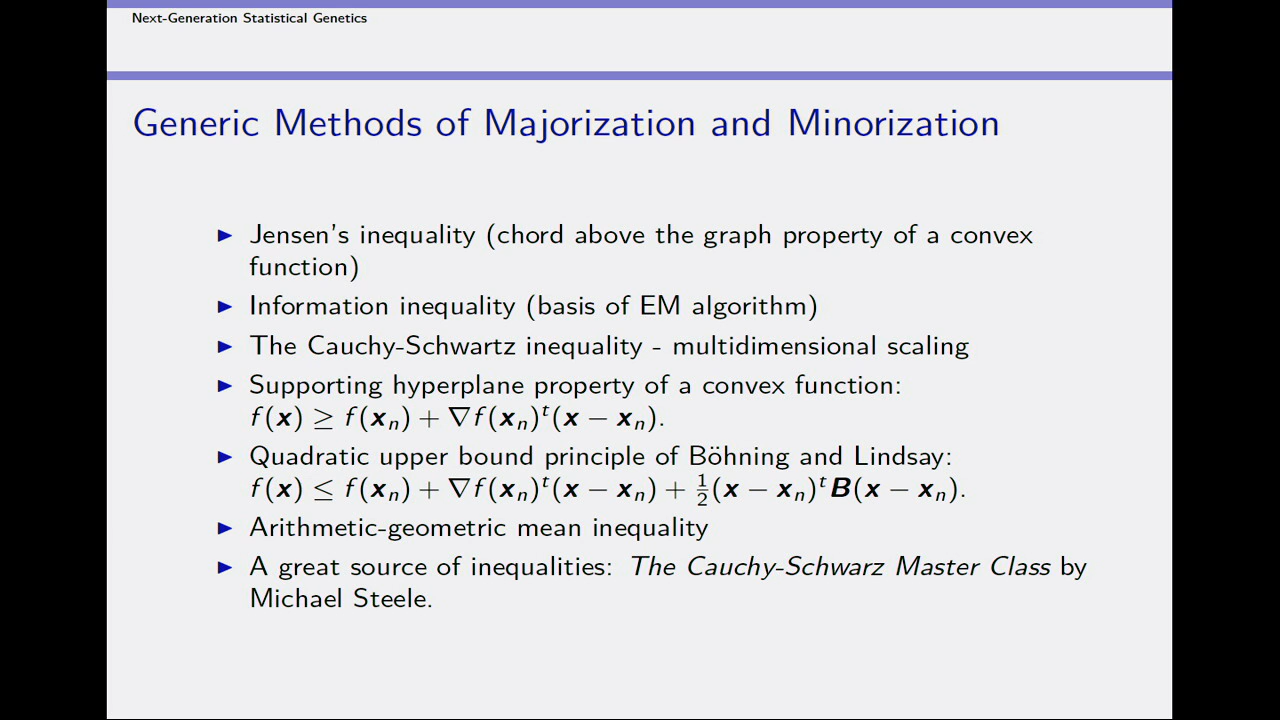 Next-Generation Statistical Genetics
Generic Methods of Majorization and Minorization
▶ Jensen's inequality (chord above the graph property of a convex
function)
▶ Information inequality (basis of EM algorithm)
▶ The Cauchy-Schwartz inequality - multidimensional scaling
▶ Supporting hyperplane property of a convex function:
f(x) ≥ f(xₙ) + ∇f(xₙ)ᵗ(x − xₙ).
▶ Quadratic upper bound principle of Böhning and Lindsay:
f(x) ≤ f(xₙ) + ∇f(xₙ)ᵗ(x − xₙ) + ½(x − xₙ)ᵗB(x − xₙ).
▶ Arithmetic-geometric mean inequality
▶ A great source of inequalities: The Cauchy-Schwarz Master Class by
Michael Steele.